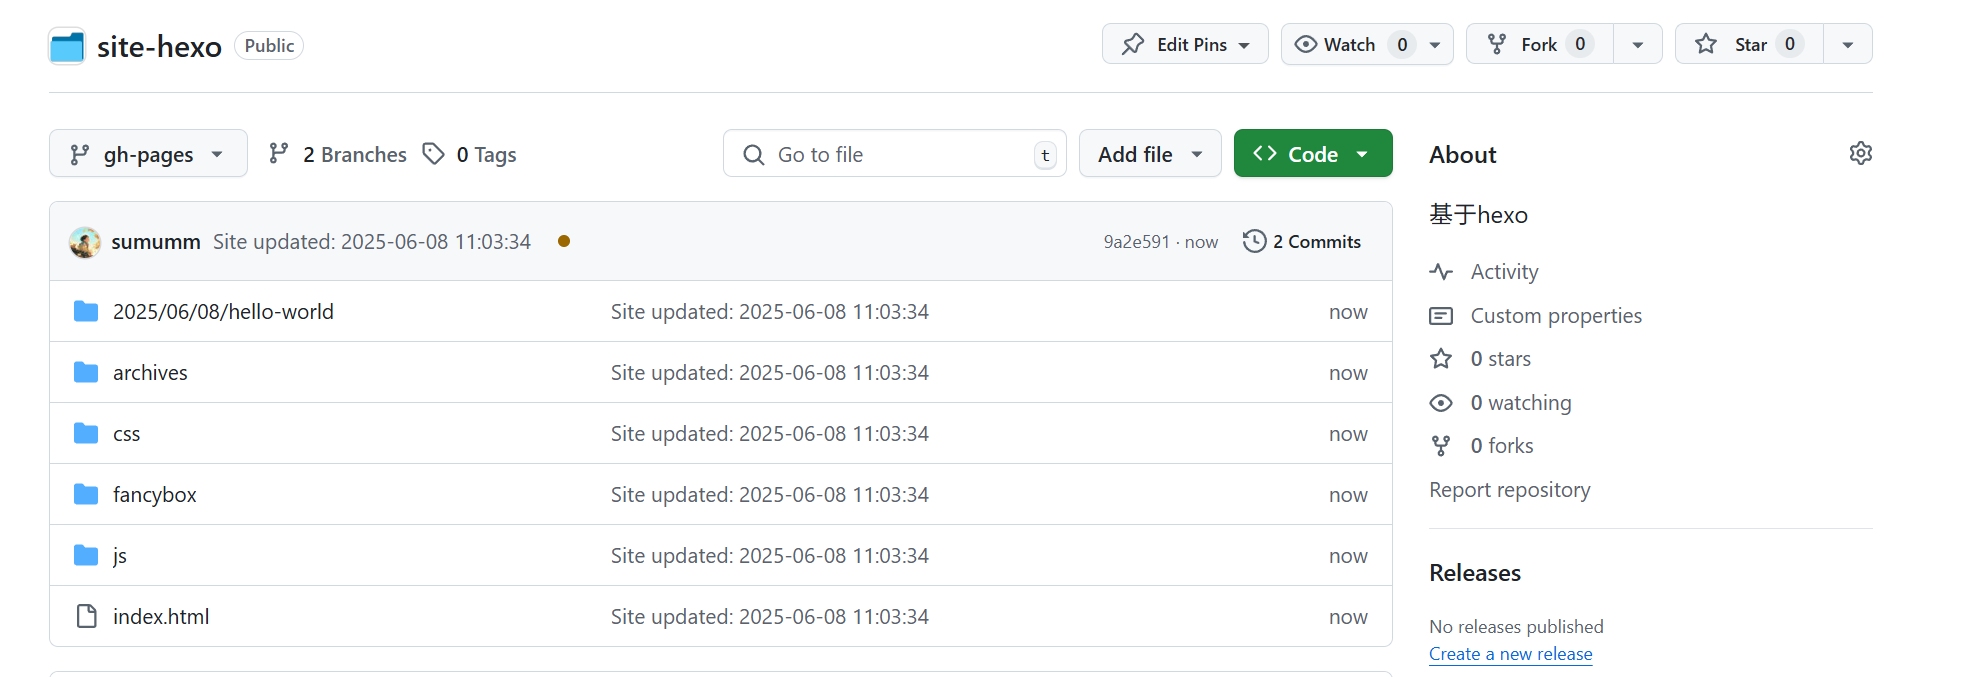 site-hexo Public Edit Pins Watch 0 Fork 0 Star 0
gh-pages 2 Branches 0 Tags Go to file t Add file Code
sumumm Site updated: 2025-06-08 11:03:34 9a2e591 · now 2 Commits
2025/06/08/hello-world Site updated: 2025-06-08 11:03:34 now
archives Site updated: 2025-06-08 11:03:34 now
css Site updated: 2025-06-08 11:03:34 now
fancybox Site updated: 2025-06-08 11:03:34 now
js Site updated: 2025-06-08 11:03:34 now
index.html Site updated: 2025-06-08 11:03:34 now
About
基于hexo
Activity
Custom properties
0 stars
0 watching
0 forks
Report repository
Releases
No releases published
Create a new release